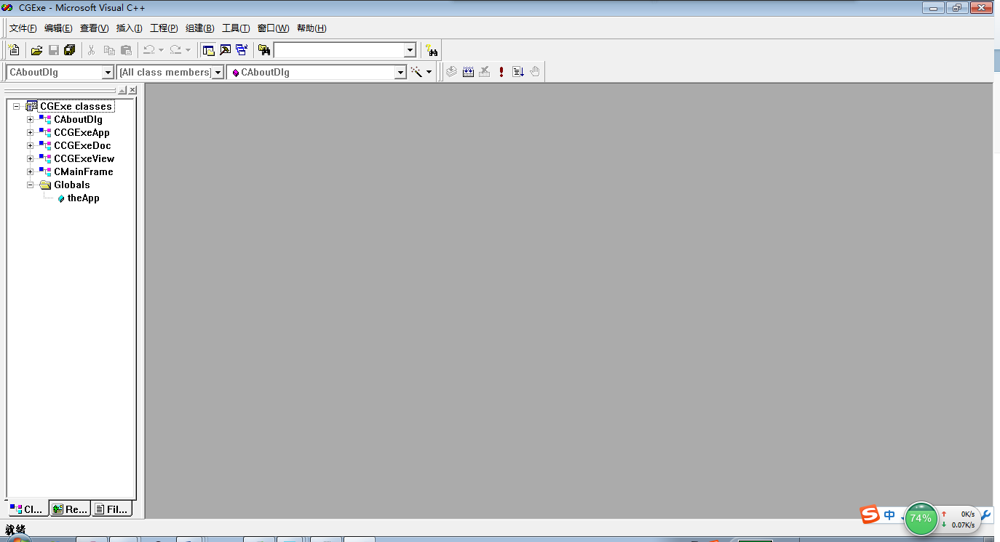 CGExe - Microsoft Visual C++
文件(F) 编辑(E) 查看(V) 插入(I) 工程(P) 组建(B) 工具(T) 窗口(W) 帮助(H)
CAboutDlg [All class members] CAboutDlg
CGExe classes
CAboutDlg
CCGExeApp
CCGExeDoc
CCGExeView
CMainFrame
Globals
theApp
Cl... Re... Fil...
S 中 74% 0K/s
0.07K/s
就绪